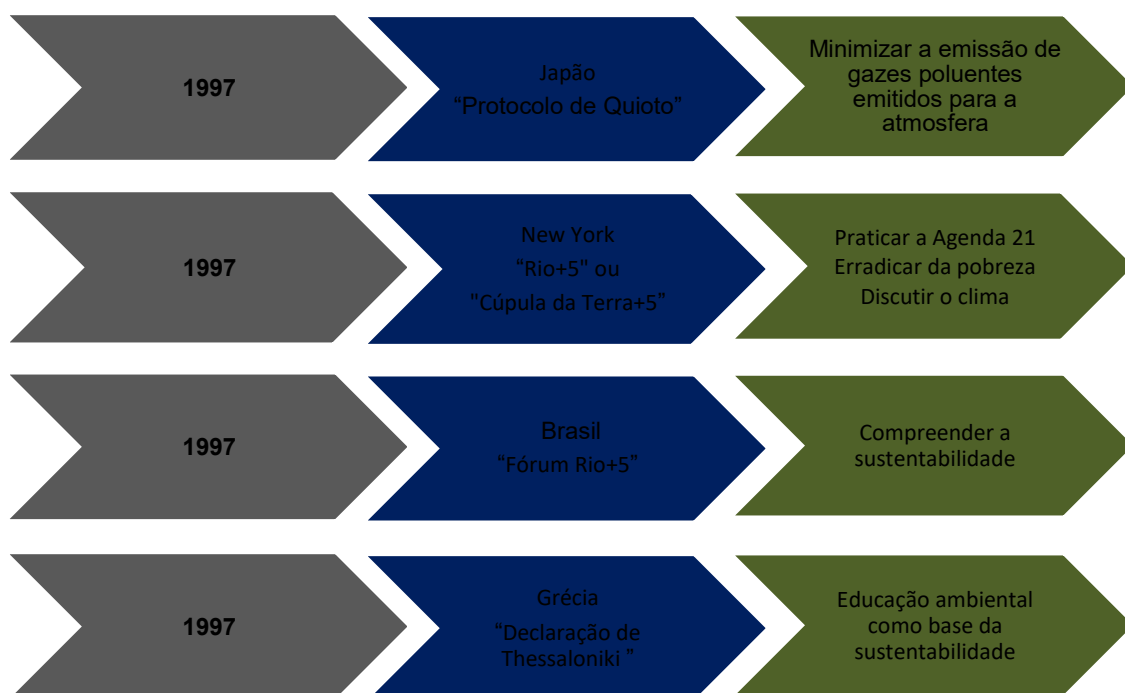 1997
Japão
“Protocolo de Quioto”
Minimizar a emissão de
gazes poluentes
emitidos para a
atmosfera
1997
New York
“Rio+5" ou
"Cúpula da Terra+5”
Praticar a Agenda 21
Erradicar da pobreza
Discutir o clima
1997
Brasil
“Fórum Rio+5”
Compreender a
sustentabilidade
1997
Grécia
“Declaração de
Thessaloniki ”
Educação ambiental
como base da
sustentabilidade